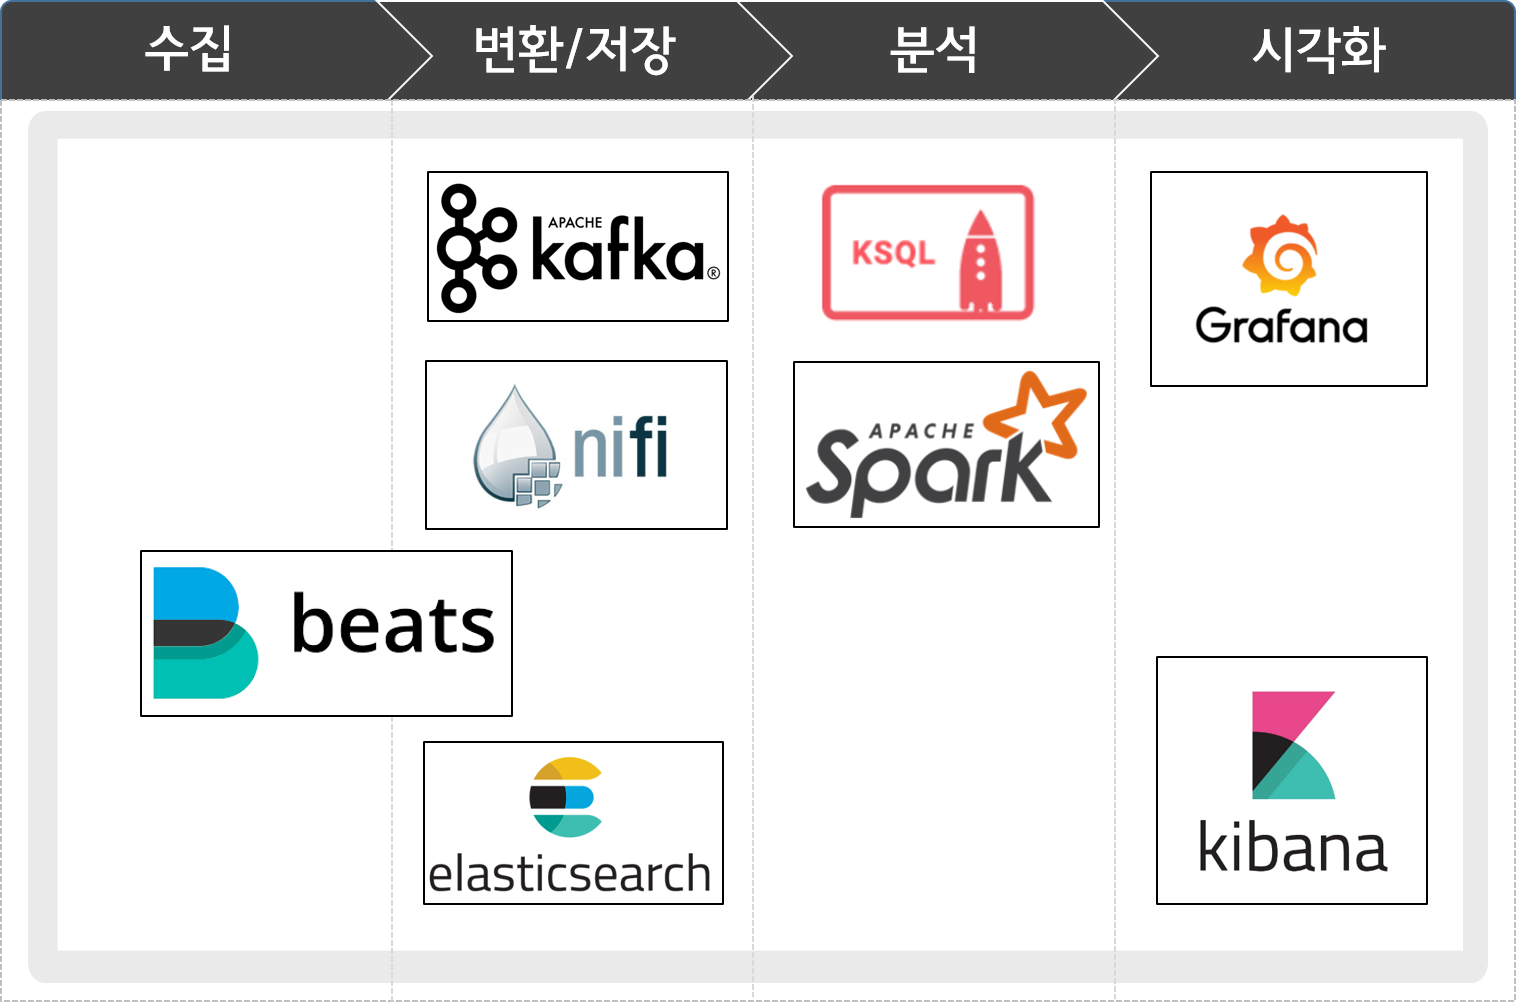 수집
변환/저장
분석
시각화
APACHE
kafka®
KSQL
Grafana
nifi
APACHE
Spark
beats
elasticsearch
kibana